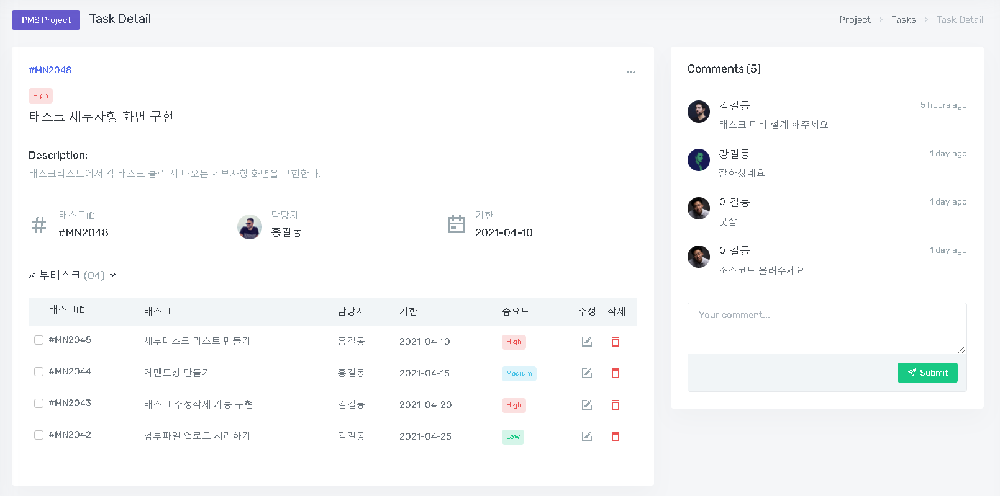 PMS Project
Task Detail
Project > Tasks > Task Detail
#MN2048
...
High
태스크 세부사항 화면 구현
Description:
태스크리스트에서 각 태스크 클릭 시 나오는 세부사항 화면을 구현한다.
태스크ID
#MN2048
담당자
홍길동
기한
2021-04-10
세부태스크 (04)
태스크ID 태스크 담당자 기한 중요도 수정 삭제
#MN2045 세부태스크 리스트 만들기 홍길동 2021-04-10 High
#MN2044 커멘트창 만들기 홍길동 2021-04-15 Medium
#MN2043 태스크 수정삭제 기능 구현 김길동 2021-04-20 High
#MN2042 첨부파일 업로드 처리하기 김길동 2021-04-25 Low
Comments (5)
김길동 5 hours ago
태스크 디비 설계 해주세요
강길동 1 day ago
잘하셨네요
이길동 1 day ago
굿잡
이길동 1 day ago
소스코드 올려주세요
Your comment...
Submit